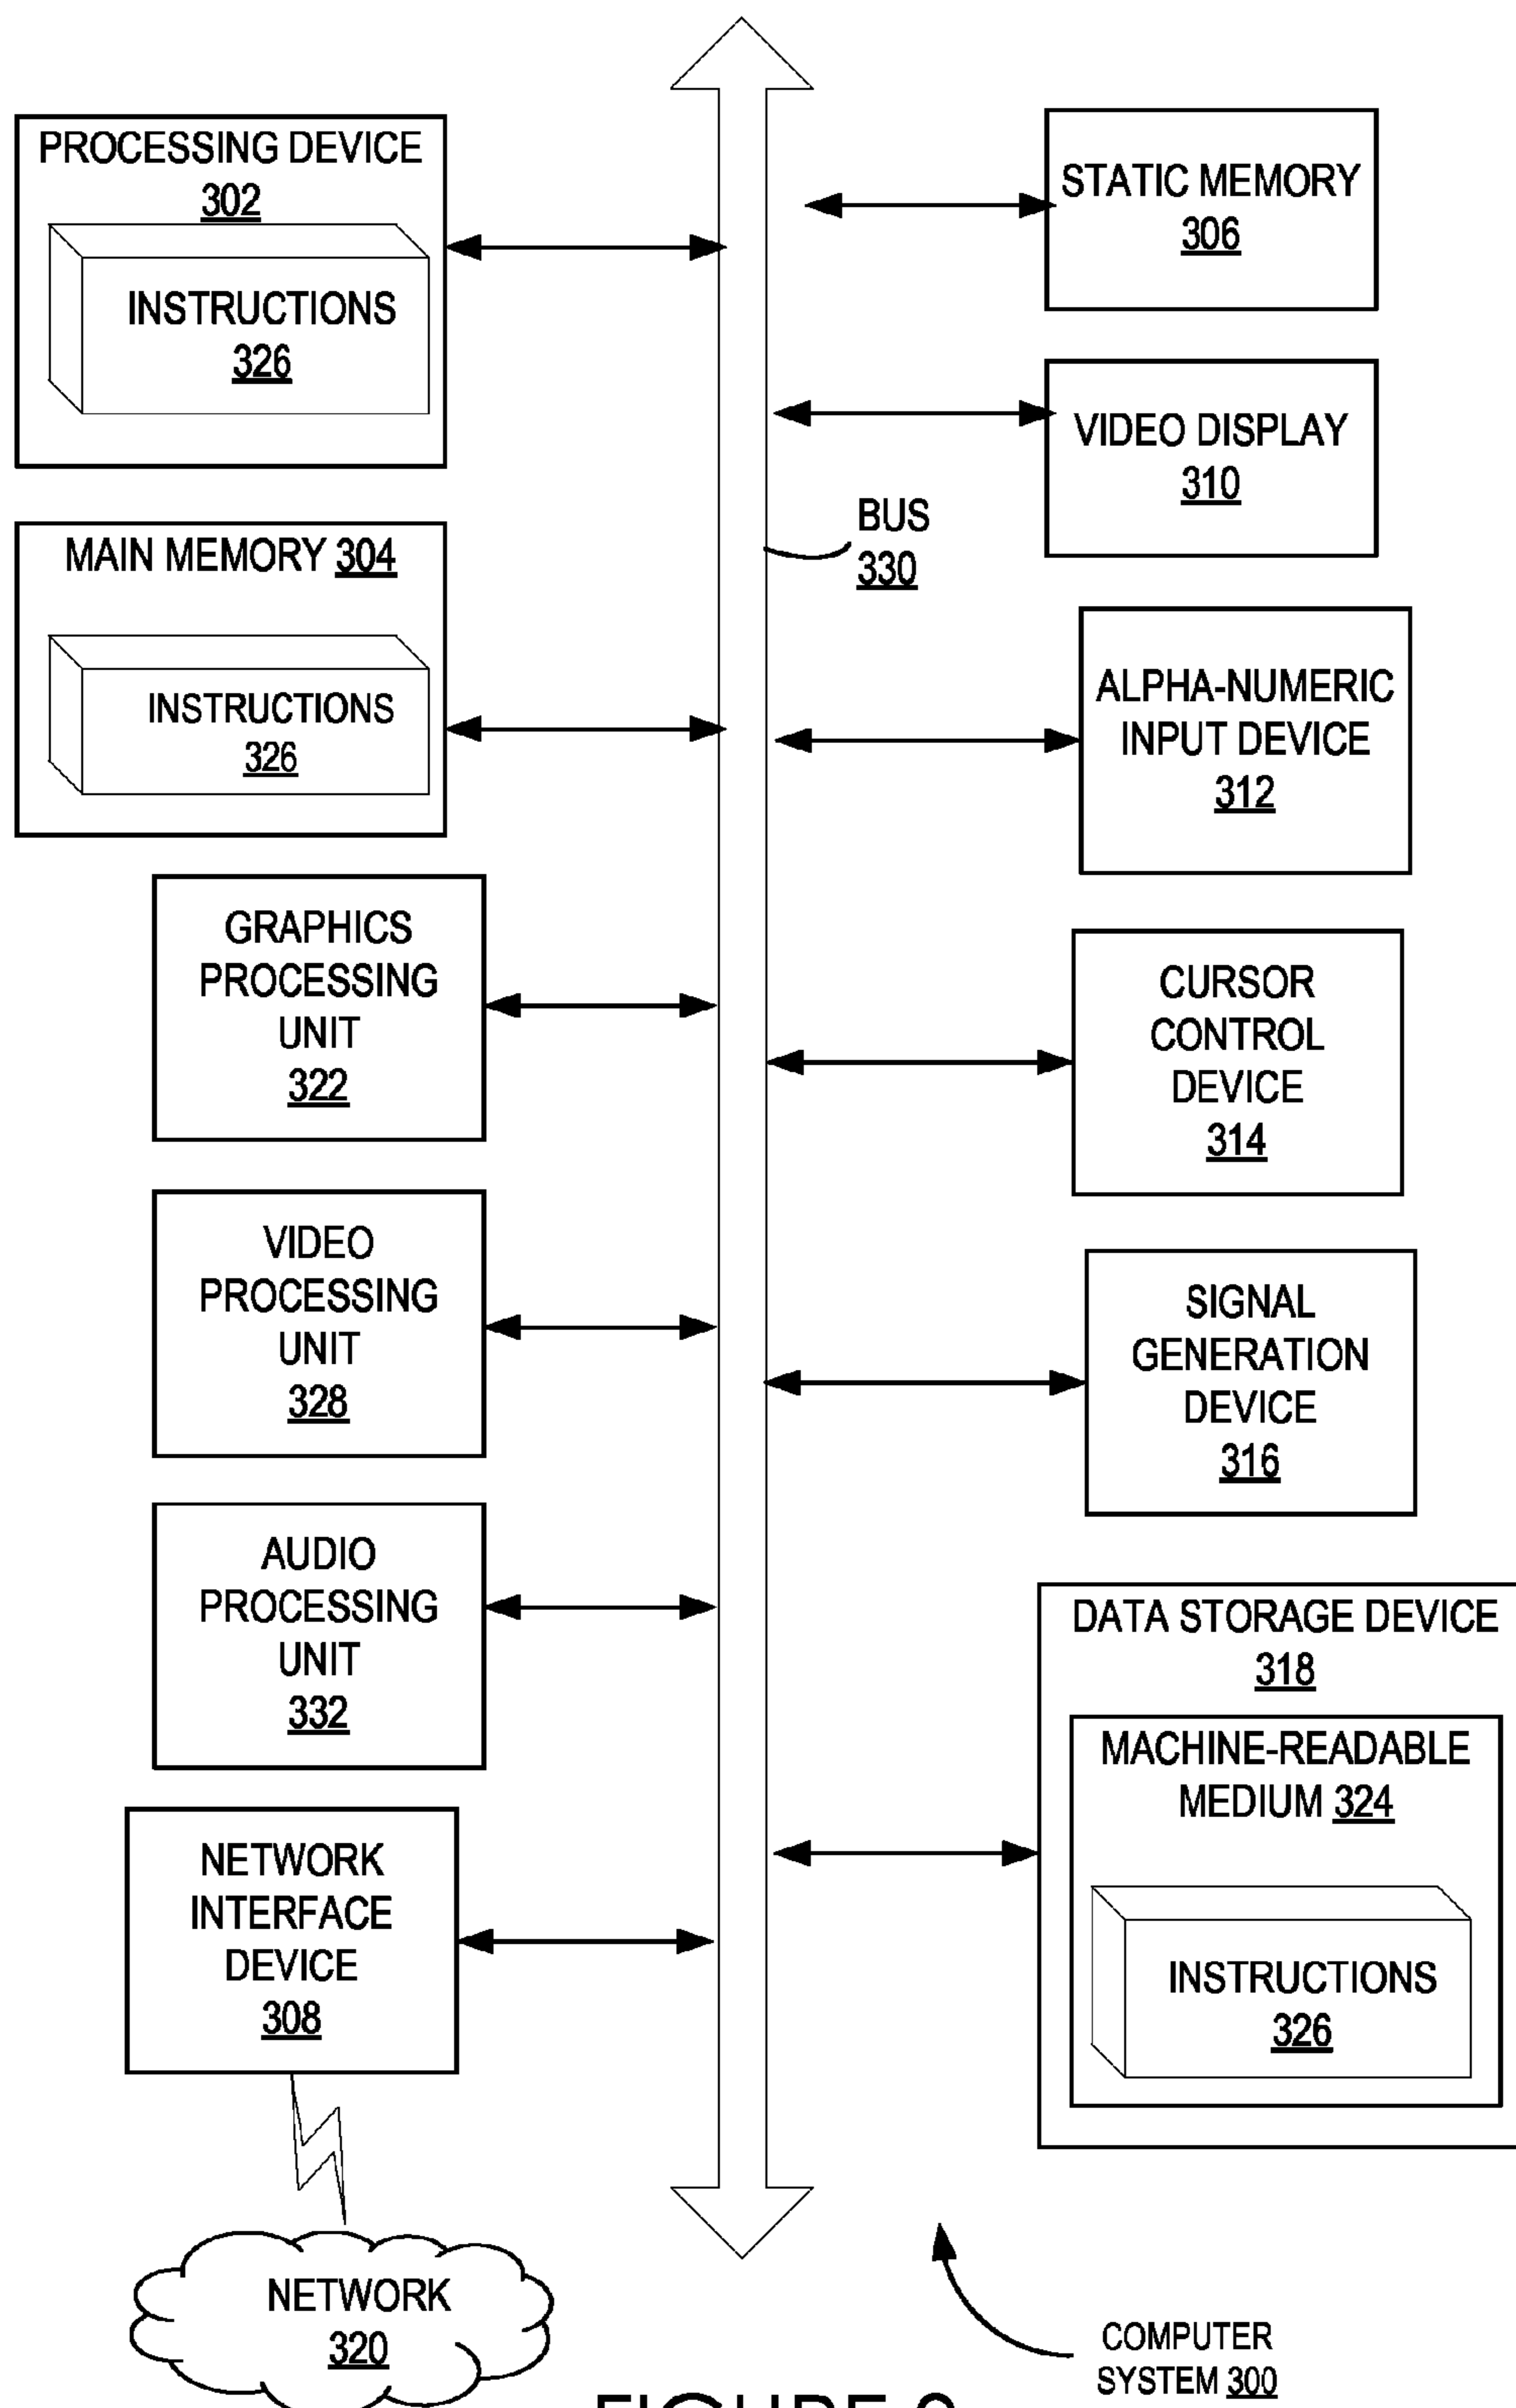 PROCESSING DEVICE
302
INSTRUCTIONS
326
MAIN MEMORY 304
INSTRUCTIONS
326
GRAPHICS
PROCESSING
UNIT
322
VIDEO
PROCESSING
UNIT
328
AUDIO
PROCESSING
UNIT
332
NETWORK
INTERFACE
DEVICE
308
NETWORK
320
BUS
330
STATIC MEMORY
306
VIDEO DISPLAY
310
ALPHA-NUMERIC
INPUT DEVICE
312
CURSOR
CONTROL
DEVICE
314
SIGNAL
GENERATION
DEVICE
316
DATA STORAGE DEVICE
318
MACHINE-READABLE
MEDIUM 324
INSTRUCTIONS
326
COMPUTER
SYSTEM 300
FIGURE